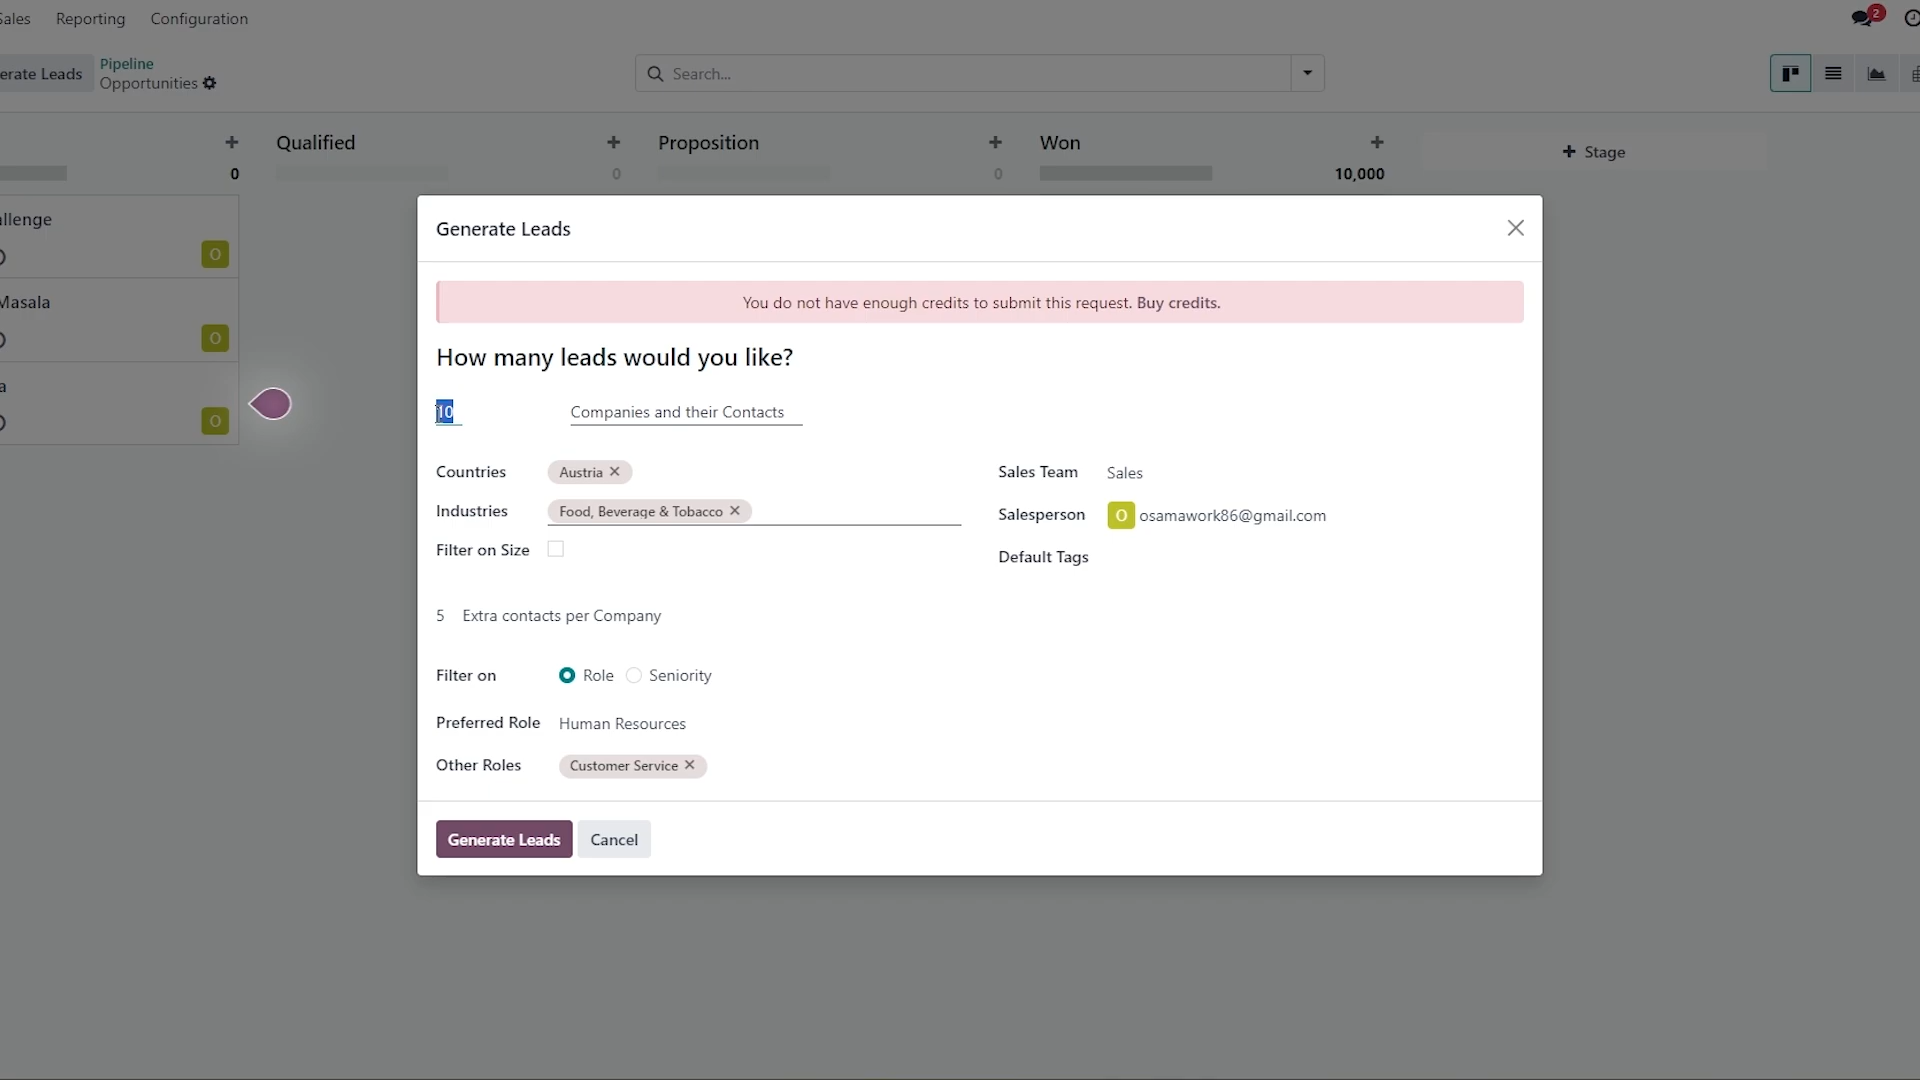 Sales Reporting Configuration 2
erate Leads Pipeline
Opportunities
Search...
Qualified Proposition Won + Stage
0 0 0 10,000
allenge
O
Masala
O
a
O
Generate Leads
You do not have enough credits to submit this request. Buy credits.
How many leads would you like?
10 Companies and their Contacts
Countries Austria Sales Team Sales
Industries Food, Beverage & Tobacco Salesperson O osamawork86@gmail.com
Filter on Size Default Tags
5 Extra contacts per Company
Filter on Role Seniority
Preferred Role Human Resources
Other Roles Customer Service
Generate Leads Cancel